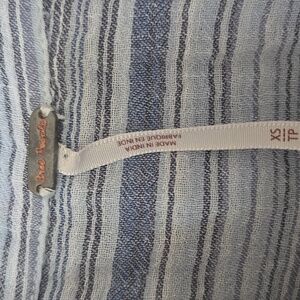 Free People
MADE IN INDIA
FABRIQUE EN INDE
XS
TP